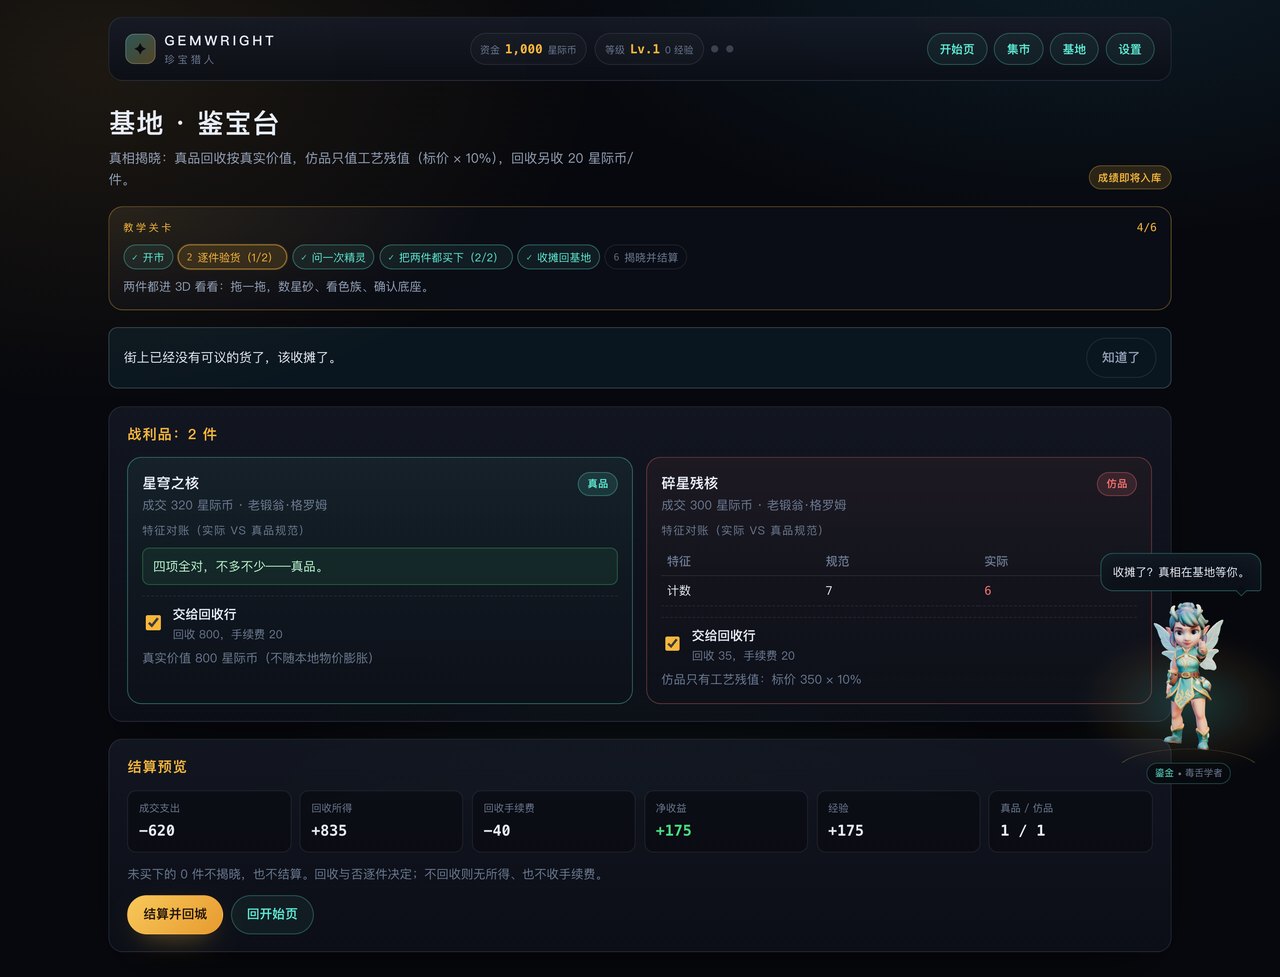 GEMWRIGHT
珍宝猎人
资金 1,000 星际币
等级 Lv.1 0 经验
开始页
集市
基地
设置
基地 · 鉴宝台
真相揭晓：真品回收按真实价值，仿品只值工艺残值（标价 × 10%），回收另收 20 星际币/
件。
成绩即将入库
教学关卡
4/6
✓ 开市
2 逐件验货（1/2）
✓ 问一次精灵
✓ 把两件都买下（2/2）
✓ 收摊回基地
6 揭晓并结算
两件都进 3D 看看：拖一拖，数星砂、看色族、确认底座。
街上已经没有可议的货了，该收摊了。
知道了
战利品：2 件
星穹之核
真品
成交 320 星际币 · 老锻翁·格罗姆
特征对账（实际 VS 真品规范）
四项全对，不多不少——真品。
交给回收行
回收 800，手续费 20
真实价值 800 星际币（不随本地物价膨胀）
碎星残核
仿品
成交 300 星际币 · 老锻翁·格罗姆
特征对账（实际 VS 真品规范）
特征 规范 实际
计数 7 6
交给回收行
回收 35，手续费 20
仿品只有工艺残值：标价 350 × 10%
收摊了？真相在基地等你。
鎏金 • 毒舌学者
结算预览
成交支出
−620
回收所得
+835
回收手续费
−40
净收益
+175
经验
+175
真品 / 仿品
1 / 1
未买下的 0 件不揭晓，也不结算。回收与否逐件决定；不回收则无所得、也不收手续费。
结算并回城
回开始页